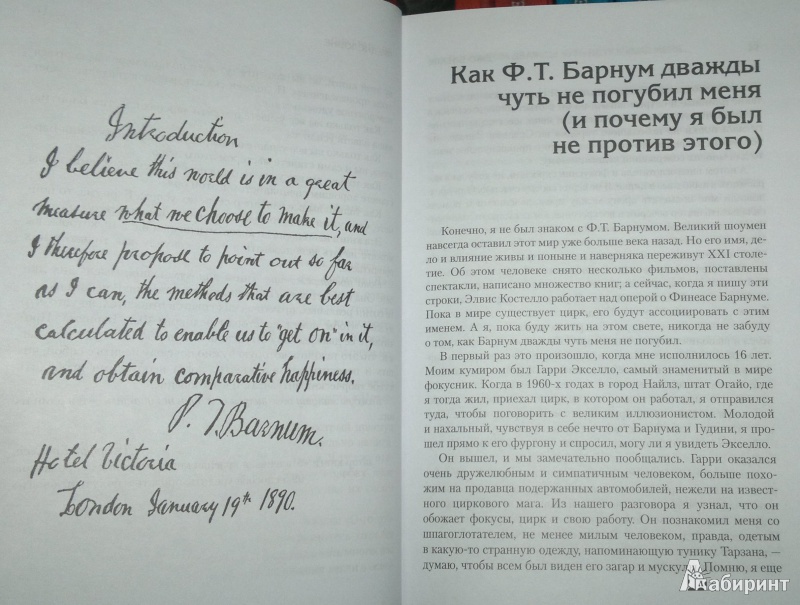 Introduction
I believe this world is in a great
measure what we choose to make it, and
I therefore propose to point out so far
as I can, the methods that are best
calculated to enable us to "get on" in it,
and obtain comparative happiness.
P. T. Barnum.
Hotel Victoria
London January 19th 1890.
Как Ф.Т. Барнум дважды
чуть не погубил меня
(и почему я был
не против этого)
Конечно, я не был знаком с Ф.Т. Барнумом. Великий шоумен
навсегда оставил этот мир уже больше века назад. Но его имя, де-
ло и влияние живы и поныне и наверняка переживут XXI столе-
тие. Об этом человеке снято несколько фильмов, поставлены
спектакли, написано множество книг; а сейчас, когда я пишу эти
строки, Элвис Костелло работает над оперой о Финеасе Барнуме.
Пока в мире существует цирк, его будут ассоциировать с этим
именем. А я, пока буду жить на этом свете, никогда не забуду
о том, как Барнум дважды чуть меня не погубил.
В первый раз это произошло, когда мне исполнилось 16 лет.
Моим кумиром был Гарри Экселло, самый знаменитый в мире
фокусник. Когда в 1960-х годах в город Найлз, штат Огайо, где
я тогда жил, приехал цирк, в котором он работал, я отправился
туда, чтобы поговорить с великим иллюзионистом. Молодой
и нахальный, чувствуя в себе нечто от Барнума и Гудини, я про-
шел прямо к его фургону и спросил, могу ли я увидеть Экселло.
Он вышел, и мы замечательно пообщались. Гарри оказался
очень дружелюбным и симпатичным человеком, больше похо-
жим на продавца подержанных автомобилей, нежели на извест-
ного циркового мага. Из нашего разговора я узнал, что он
обожает фокусы, цирк и свою работу. Он познакомил меня со
шпагоглотателем, не менее милым человеком, правда, одетым
в какую-то странную одежду, напоминающую тунику Тарзана, —
думаю, чтобы всем был виден его загар и мускулы. Помню, я еще
Лабиринт